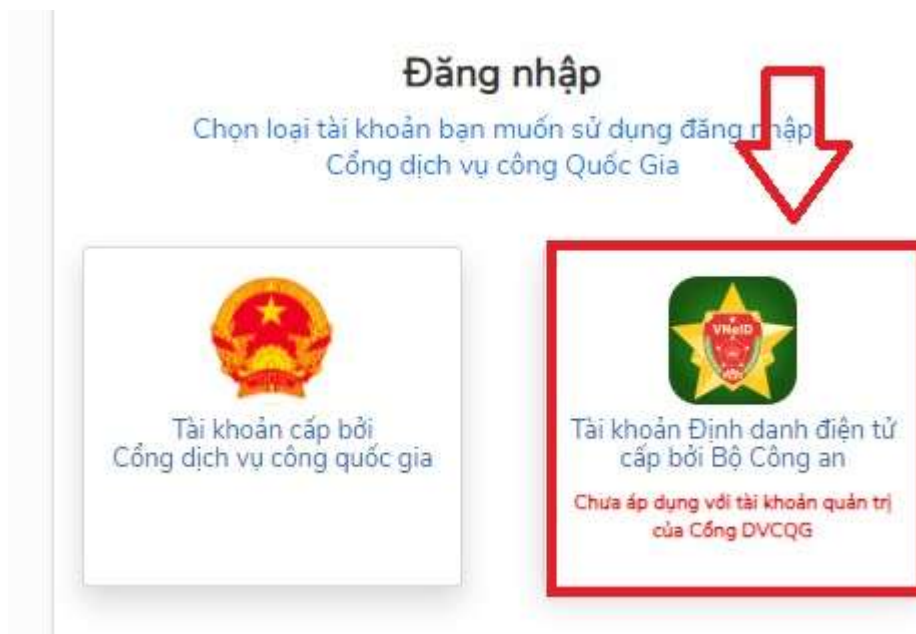 Đăng nhập
Chọn loại tài khoản bạn muốn sử dụng đăng nhập
Cổng dịch vụ công Quốc Gia
Tài khoản cấp bởi
Cổng dịch vụ công quốc gia
VNeID
Tài khoản Định danh điện tử
cấp bởi Bộ Công an
Chưa áp dụng với tài khoản quản trị
của Cổng DVCQG